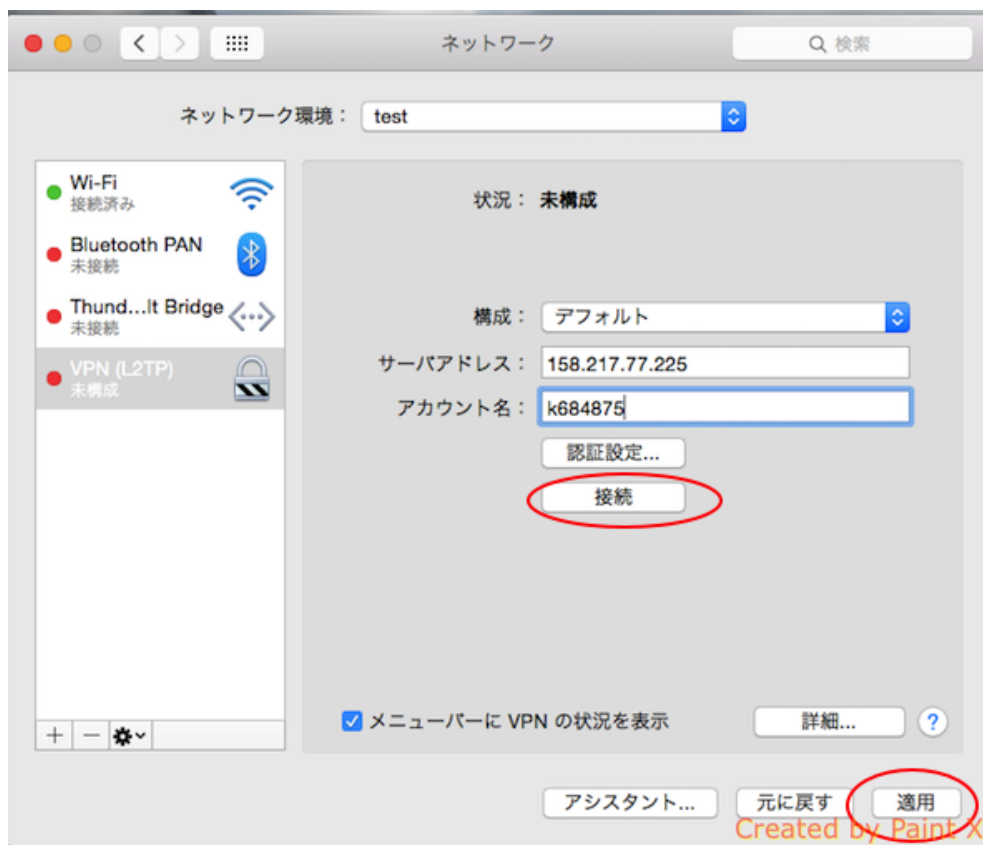 ネットワーク
検索
ネットワーク環境： test
Wi-Fi
接続済み
Bluetooth PAN
未接続
Thund...lt Bridge
未接続
VPN (L2TP)
未構成
状況： 未構成
構成： デフォルト
サーバアドレス： 158.217.77.225
アカウント名： k684875
認証設定...
接続
メニューバーに VPN の状況を表示
詳細...
?
アシスタント...
元に戻す
適用
Created by Paint X